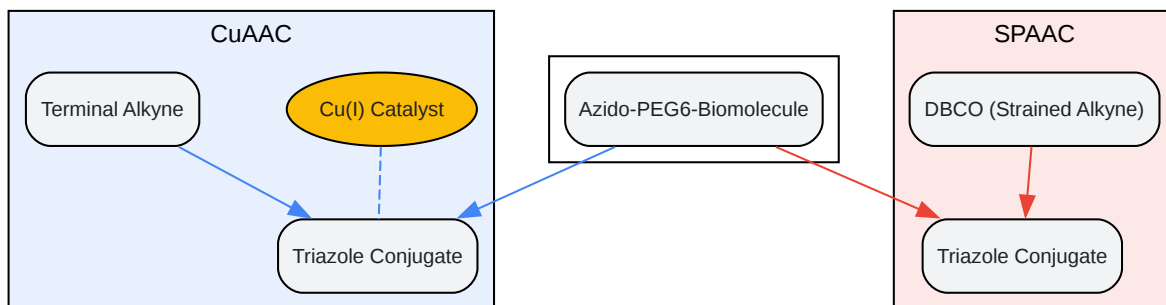 CuAAC
SPAAC
Terminal Alkyne
Cu(I) Catalyst
Azido-PEG6-Biomolecule
DBCO (Strained Alkyne)
Triazole Conjugate
Triazole Conjugate